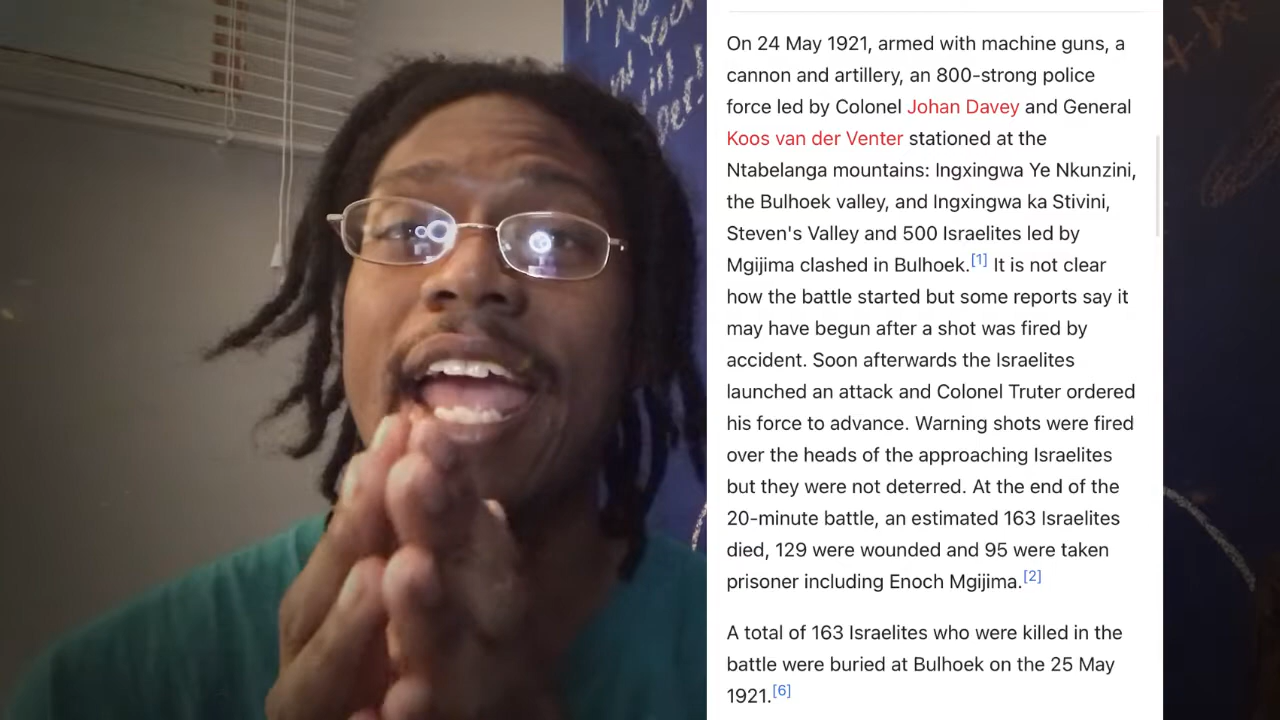 On 24 May 1921, armed with machine guns, a
cannon and artillery, an 800-strong police
force led by Colonel Johan Davey and General
Koos van der Venter stationed at the
Ntabelanga mountains: Ingxingwa Ye Nkunzini,
the Bulhoek valley, and Ingxingwa ka Stivini,
Steven's Valley and 500 Israelites led by
Mgijima clashed in Bulhoek.[1] It is not clear
how the battle started but some reports say it
may have begun after a shot was fired by
accident. Soon afterwards the Israelites
launched an attack and Colonel Truter ordered
his force to advance. Warning shots were fired
over the heads of the approaching Israelites
but they were not deterred. At the end of the
20-minute battle, an estimated 163 Israelites
died, 129 were wounded and 95 were taken
prisoner including Enoch Mgijima.[2]
A total of 163 Israelites who were killed in the
battle were buried at Bulhoek on the 25 May
1921.[6]